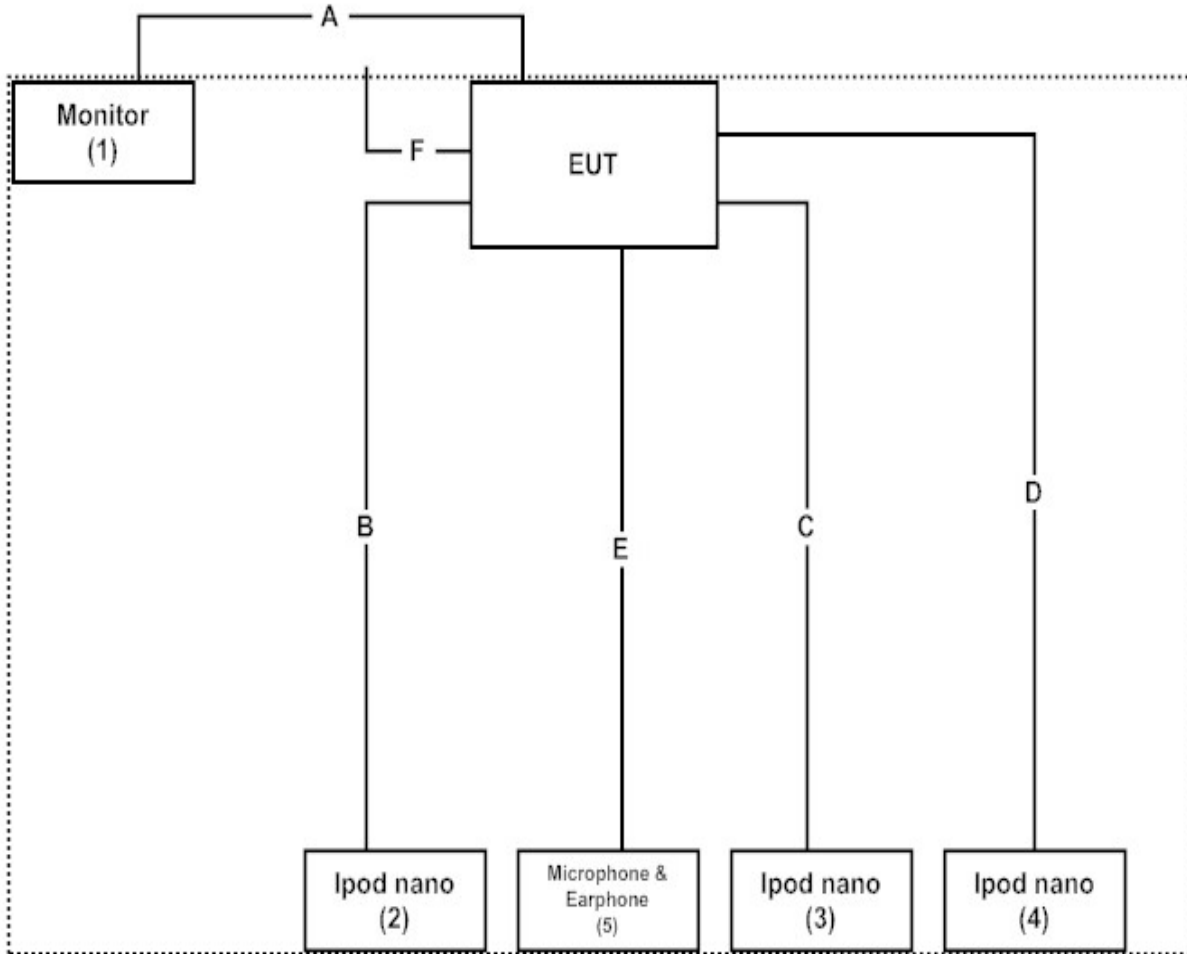 A
Monitor
(1)
F
EUT
B
E
C
D
Ipod nano
(2)
Microphone &
Earphone
(5)
Ipod nano
(3)
Ipod nano
(4)